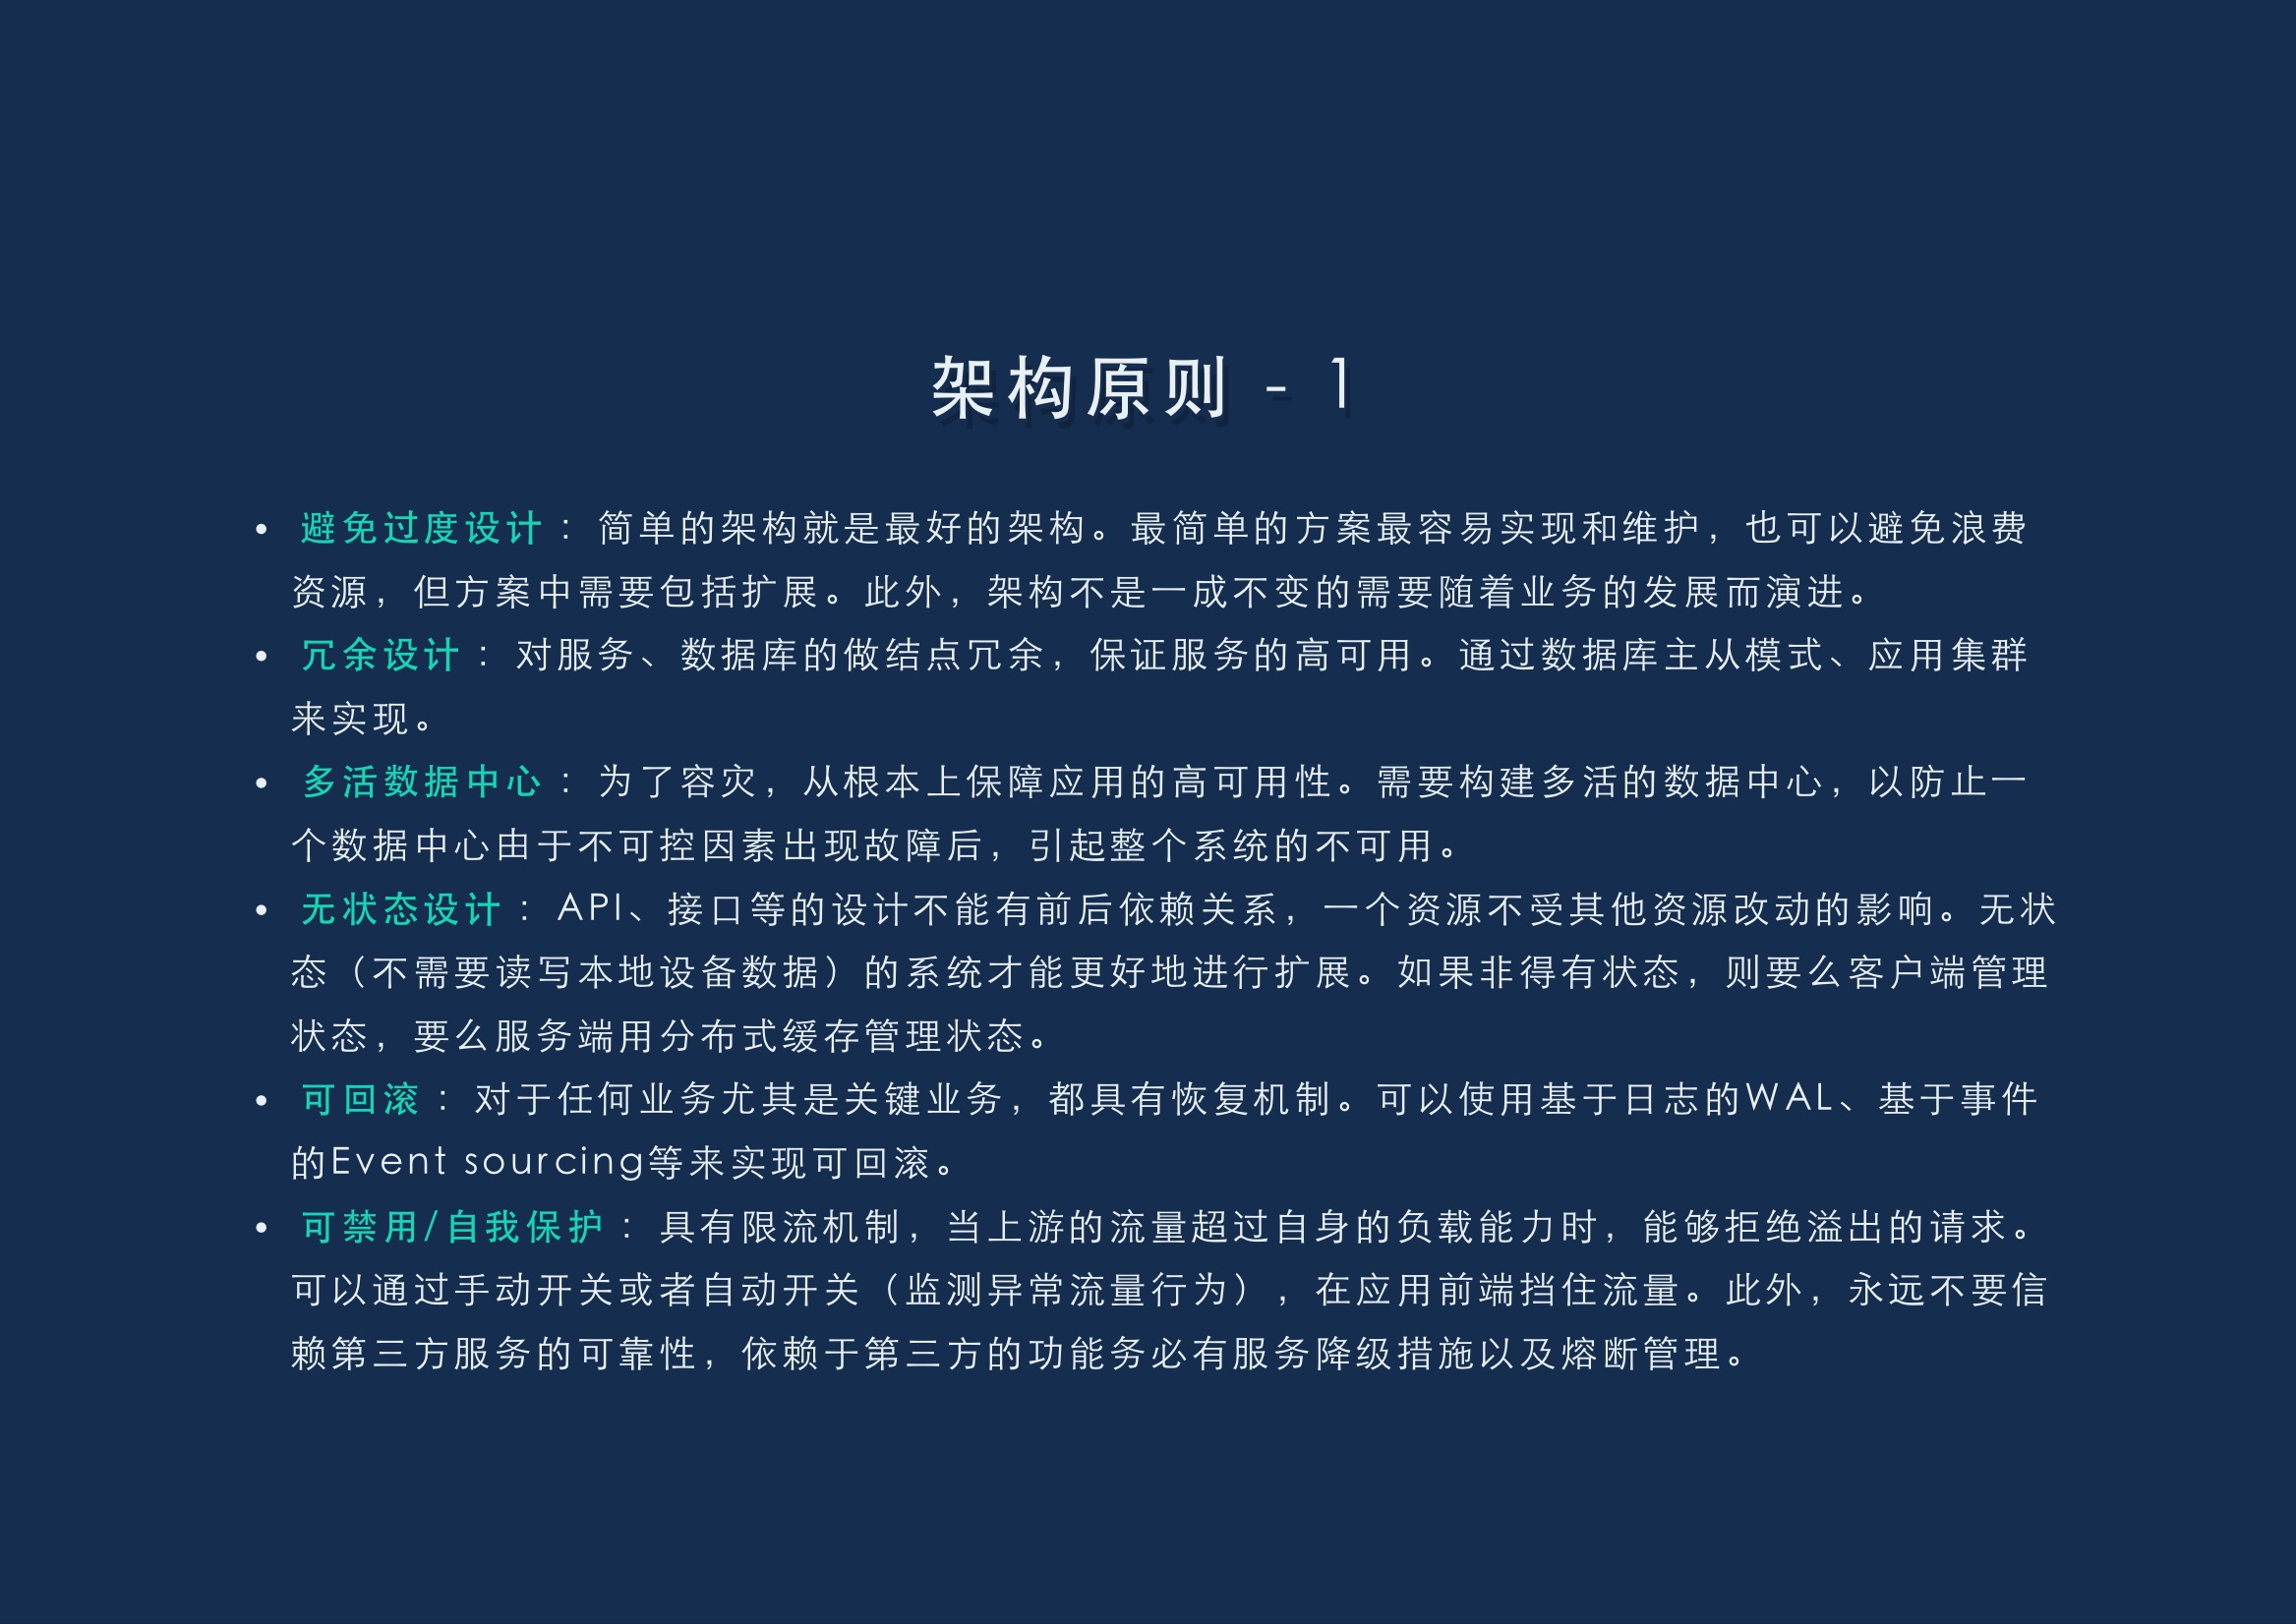 架构原则 - 1
• 避免过度设计：简单的架构就是最好的架构。最简单的方案最容易实现和维护，也可以避免浪费
资源，但方案中需要包括扩展。此外，架构不是一成不变的需要随着业务的发展而演进。
• 冗余设计：对服务、数据库的做结点冗余，保证服务的高可用。通过数据库主从模式、应用集群
来实现。
• 多活数据中心：为了容灾，从根本上保障应用的高可用性。需要构建多活的数据中心，以防止一
个数据中心由于不可控因素出现故障后，引起整个系统的不可用。
• 无状态设计：API、接口等的设计不能有前后依赖关系，一个资源不受其他资源改动的影响。无状
态（不需要读写本地设备数据）的系统才能更好地进行扩展。如果非得有状态，则要么客户端管理
状态，要么服务端用分布式缓存管理状态。
• 可回滚：对于任何业务尤其是关键业务，都具有恢复机制。可以使用基于日志的WAL、基于事件
的Event sourcing等来实现可回滚。
• 可禁用/自我保护：具有限流机制，当上游的流量超过自身的负载能力时，能够拒绝溢出的请求。
可以通过手动开关或者自动开关（监测异常流量行为），在应用前端挡住流量。此外，永远不要信
赖第三方服务的可靠性，依赖于第三方的功能务必有服务降级措施以及熔断管理。